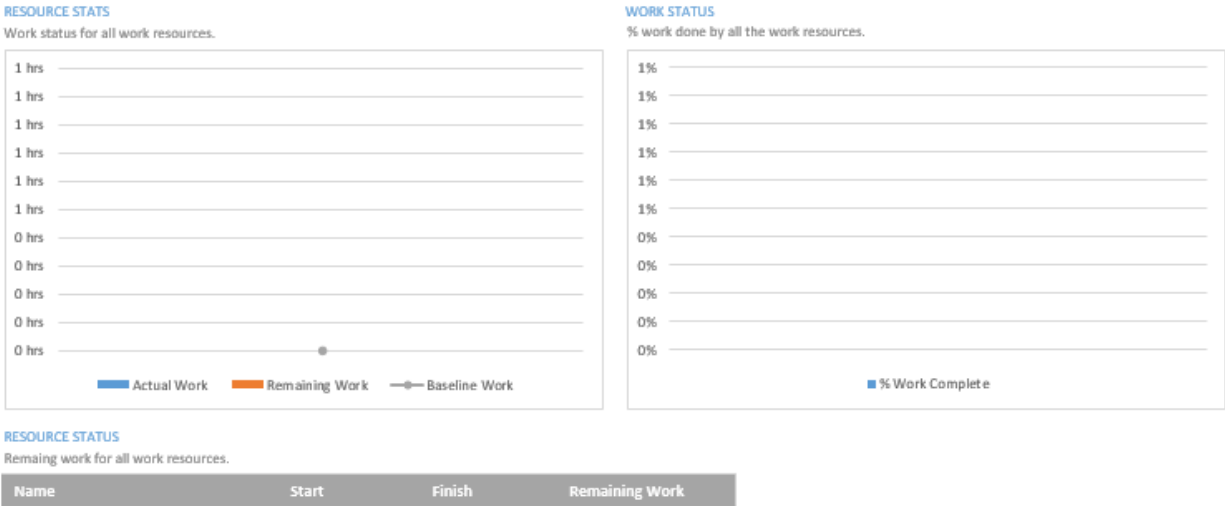 RESOURCE STATS
Work status for all work resources.
1 hrs
1 hrs
1 hrs
1 hrs
1 hrs
1 hrs
0 hrs
0 hrs
0 hrs
0 hrs
0 hrs
Actual Work Remaining Work Baseline Work
WORK STATUS
% work done by all the work resources.
1%
1%
1%
1%
1%
1%
0%
0%
0%
0%
0%
% Work Complete
RESOURCE STATUS
Remaing work for all work resources.
Name Start Finish Remaining Work